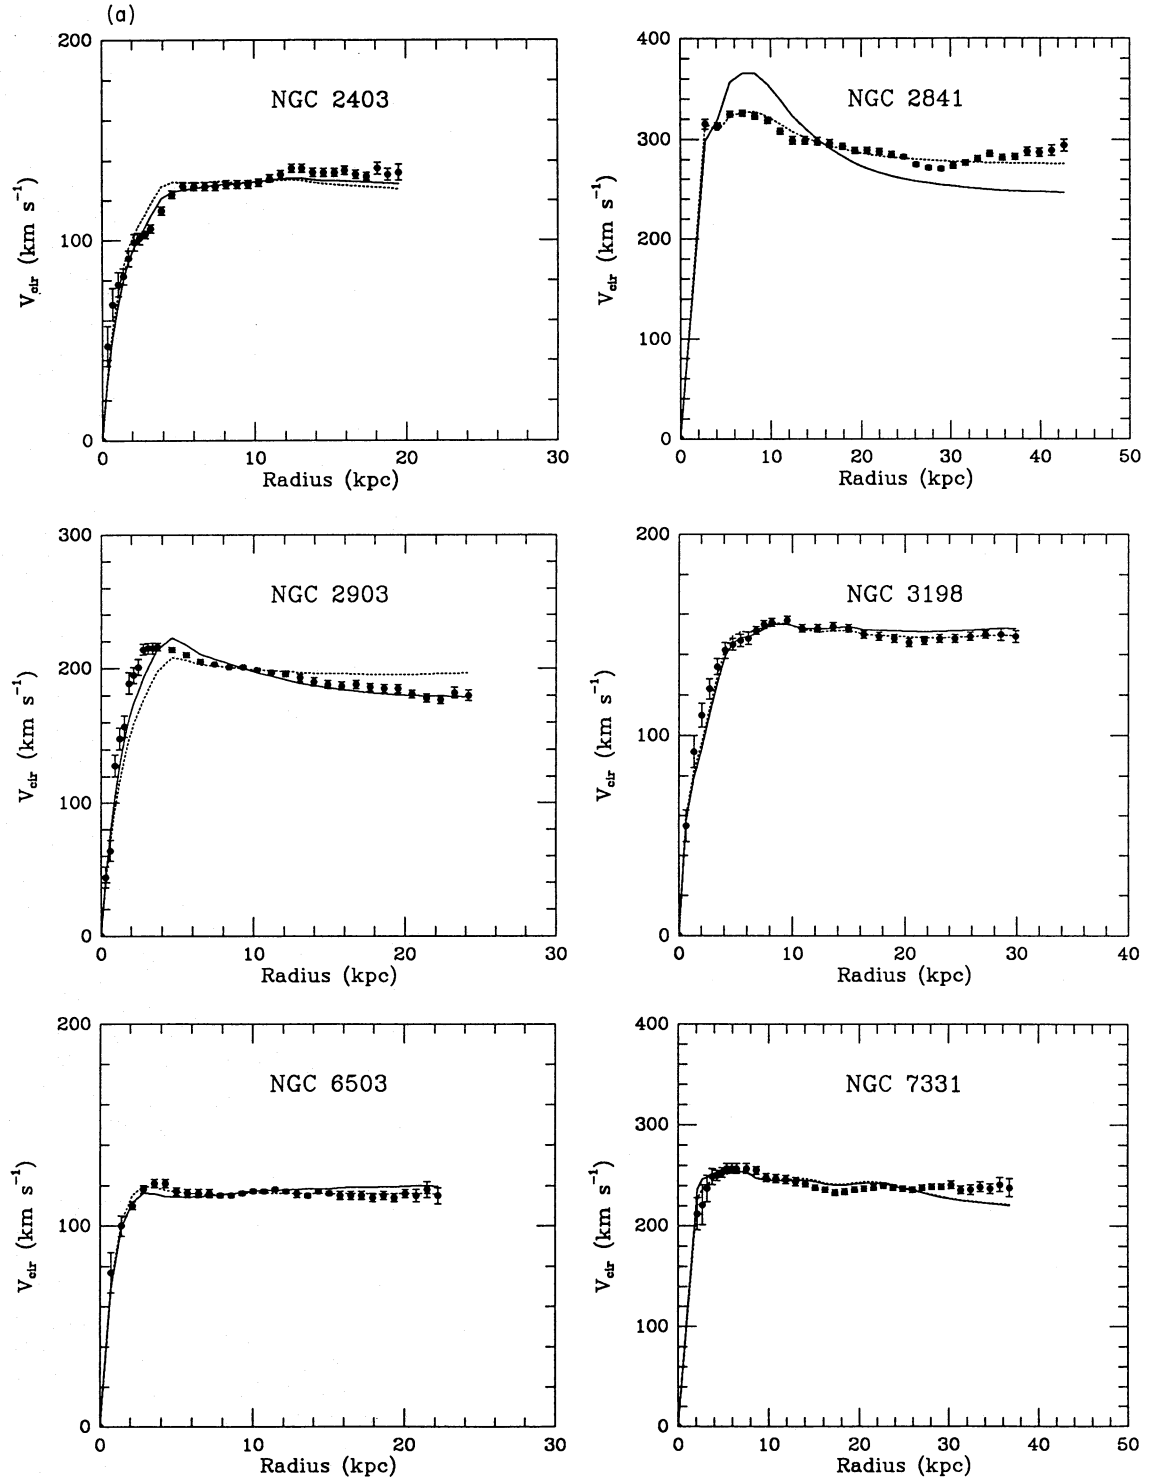 (a)
NGC 2403
200
100
0
V_cir (km s⁻¹)
0 10 20 30
Radius (kpc)
NGC 2841
400
300
200
100
0
V_cir (km s⁻¹)
0 10 20 30 40 50
Radius (kpc)
NGC 2903
300
200
100
0
V_cir (km s⁻¹)
0 10 20 30
Radius (kpc)
NGC 3198
200
100
0
V_cir (km s⁻¹)
0 10 20 30 40
Radius (kpc)
NGC 6503
200
100
0
V_cir (km s⁻¹)
0 10 20 30
Radius (kpc)
NGC 7331
400
300
200
100
0
V_cir (km s⁻¹)
0 10 20 30 40 50
Radius (kpc)